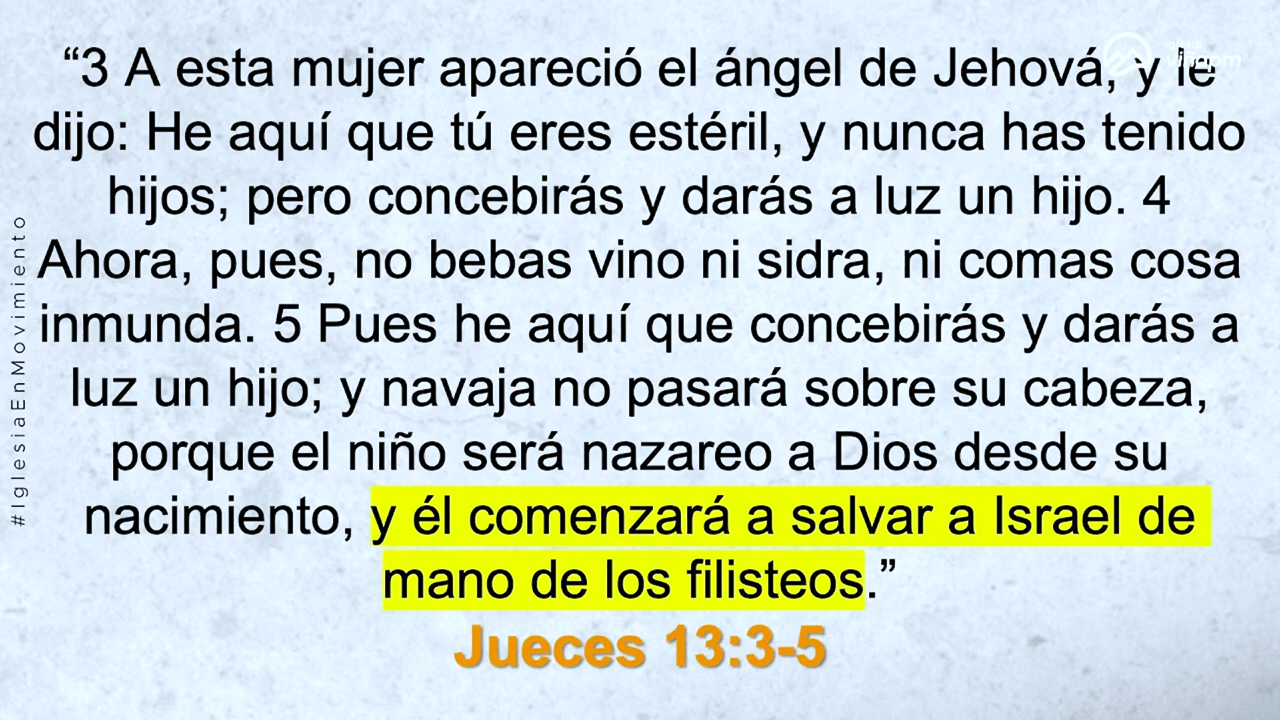 “3 A esta mujer apareció el ángel de Jehová, y le
dijo: He aquí que tú eres estéril, y nunca has tenido
hijos; pero concebirás y darás a luz un hijo. 4
Ahora, pues, no bebas vino ni sidra, ni comas cosa
inmunda. 5 Pues he aquí que concebirás y darás a
luz un hijo; y navaja no pasará sobre su cabeza,
porque el niño será nazareo a Dios desde su
nacimiento, y él comenzará a salvar a Israel de
mano de los filisteos.”
Jueces 13:3-5
#IglesiaEnMovimiento